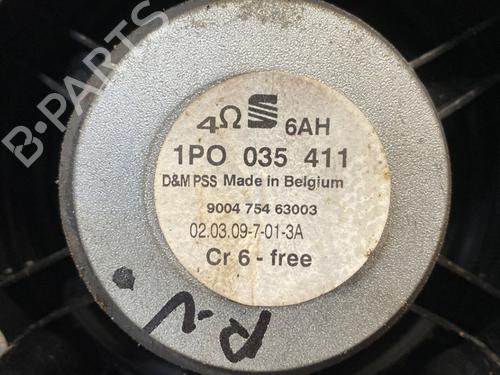 4Ω 6AH
1PO 035 411
D&M PSS Made in Belgium
9004 754 63003
02.03.09-7-01-3A
Cr 6 - free
R.V.
B-PARTS